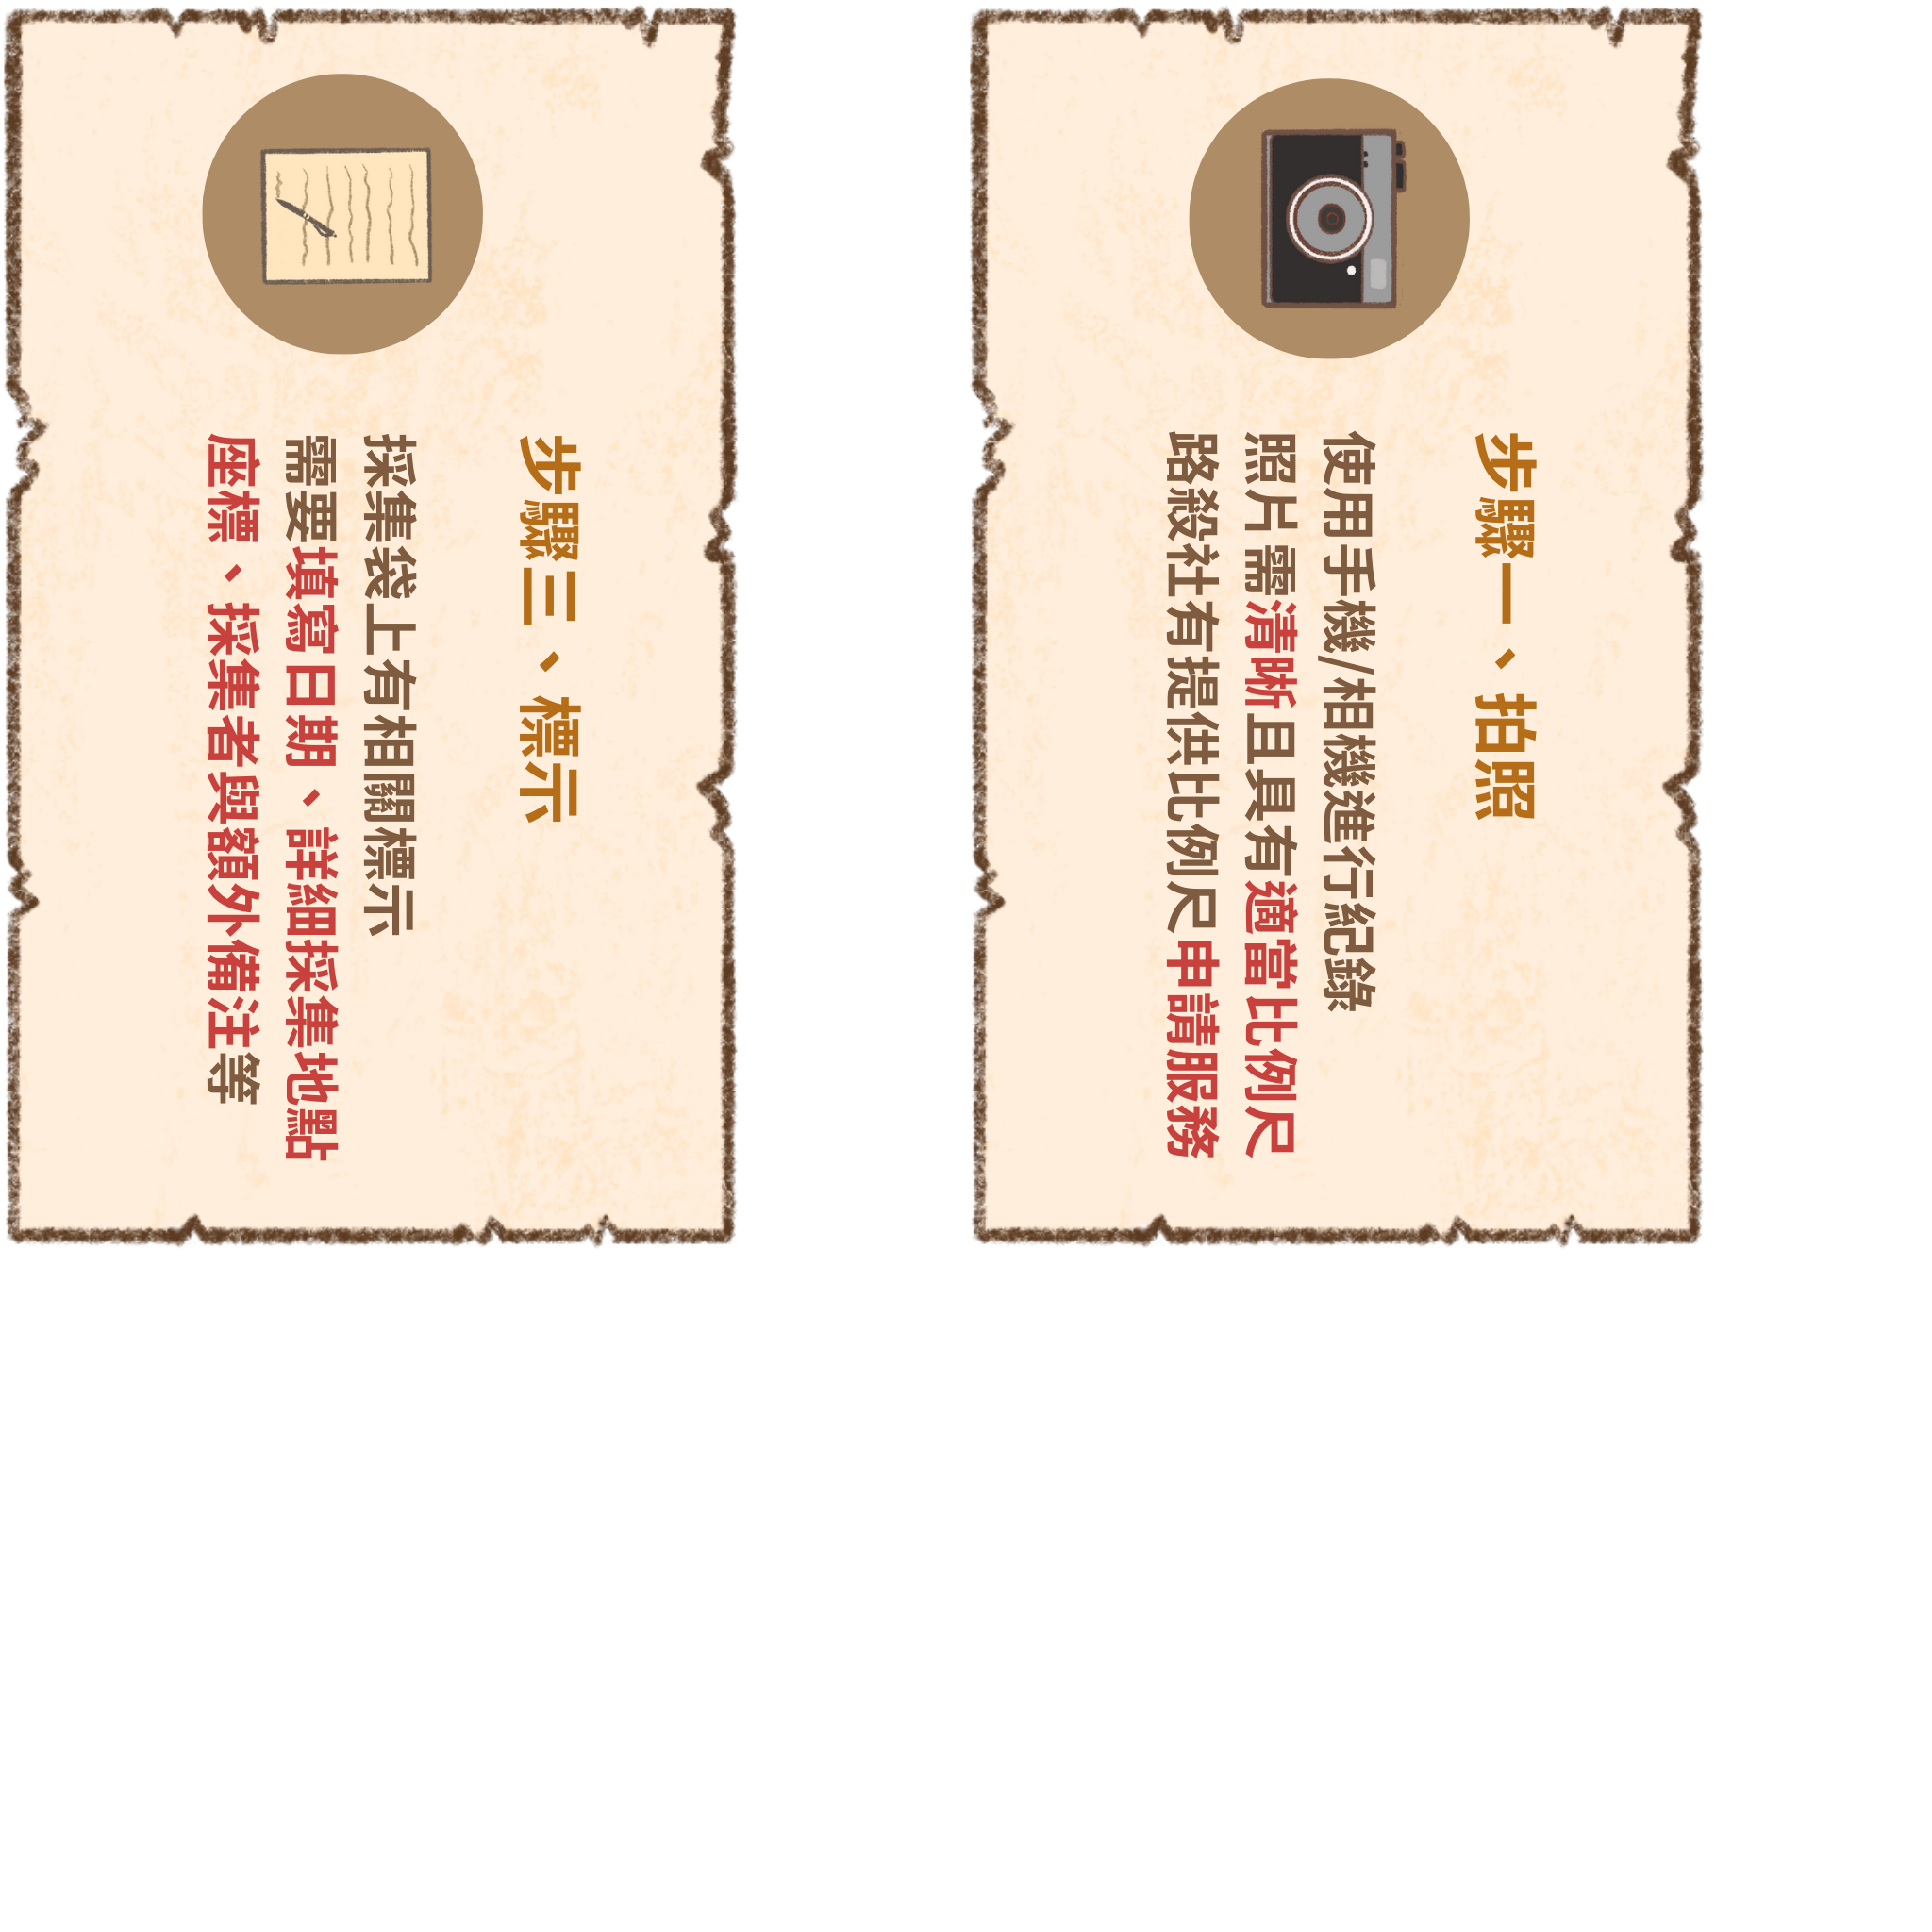 步驟一、拍照
使用手機/相機進行紀錄
照片需清晰且具有適當比例尺
路殺社有提供比例尺申請服務
步驟三、標示
採集袋上有相關標示
需要填寫日期、詳細採集地點
座標、採集者與額外備注等